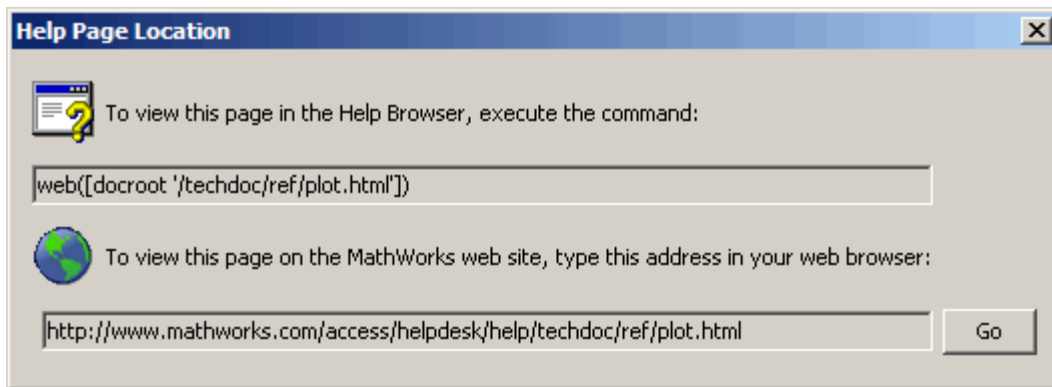 Help Page Location
To view this page in the Help Browser, execute the command:
web([docroot '/techdoc/ref/plot.html'])
To view this page on the MathWorks web site, type this address in your web browser:
http://www.mathworks.com/access/helpdesk/help/techdoc/ref/plot.html
Go